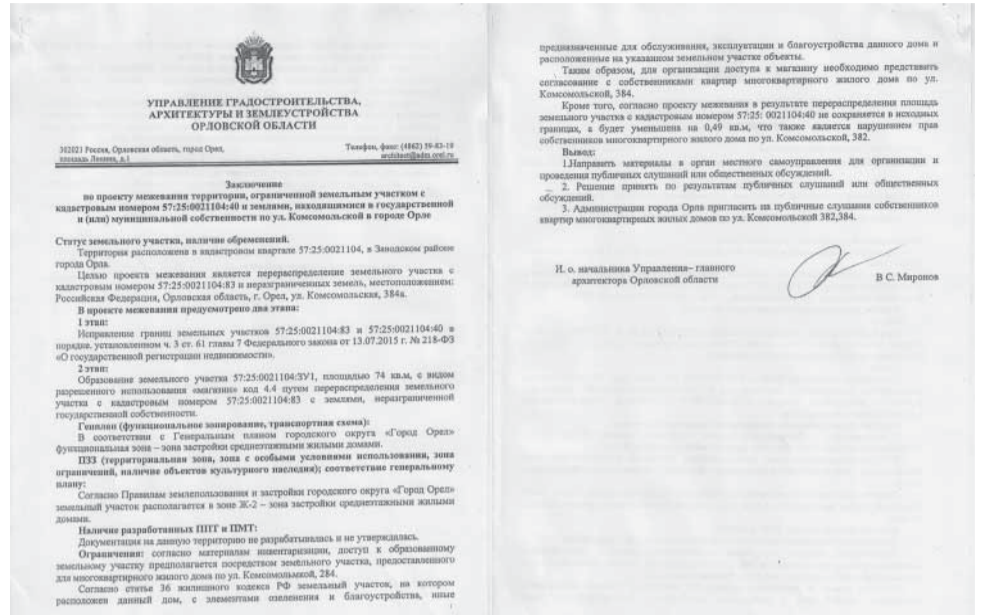 УПРАВЛЕНИЕ ГРАДОСТРОИТЕЛЬСТВА,
АРХИТЕКТУРЫ И ЗЕМЛЕУСТРОЙСТВА
ОРЛОВСКОЙ ОБЛАСТИ
302021 Россия, Орловская область, город Орел,
площадь Ленина, д.1
Телефон, факс: (4862) 59-83-10
architect@adm.orel.ru
Заключение
по проекту межевания территории, ограниченной земельным участком с
кадастровым номером 57:25:0021104:40 и землями, находящимися в государственной
и (или) муниципальной собственности по ул. Комсомольской в городе Орле
Статус земельного участка, наличие обременений.
Территория расположена в кадастровом квартале 57:25:0021104, в Заводском районе
города Орла.
Целью проекта межевания является перераспределение земельного участка с
кадастровым номером 57:25:0021104:83 и неразграниченных земель, местоположением:
Российская Федерация, Орловская область, г. Орел, ул. Комсомольская, 384а.
В проекте межевания предусмотрено два этапа:
1 этап:
Исправление границ земельных участков 57:25:0021104:83 и 57:25:0021104:40 в
порядке, установленном ч. 3 ст. 61 главы 7 Федерального закона от 13.07.2015 г. № 218-ФЗ
«О государственной регистрации недвижимости».
2 этап:
Образование земельного участка 57:25:0021104:ЗУ1, площадью 74 кв.м, с видом
разрешенного использования «магазин» код 4.4 путем перераспределения земельного
участка с кадастровым номером 57:25:0021104:83 с землями, неразграниченной
государственной собственности.
Генплан (функциональное зонирование, транспортная схема):
В соответствии с Генеральным планом городского округа «Город Орел»
функциональная зона – зона застройки среднеэтажными жилыми домами.
ПЗЗ (территориальная зона, зона с особыми условиями использования, зона
ограничений, наличие объектов культурного наследия); соответствие генеральному
плану:
Согласно Правилам землепользования и застройки городского округа «Город Орел»
земельный участок располагается в зоне Ж-2 – зона застройки среднеэтажными жилыми
домами.
Наличие разработанных ППТ и ПМТ:
Документация на данную территорию не разрабатывалась и не утверждалась.
Ограничения: согласно материалам инвентаризации, доступ к образованному
земельному участку предполагается посредством земельного участка, предоставленного
для многоквартирного жилого дома по ул. Комсомольской, 284.
Согласно статье 36 жилищного кодекса РФ земельный участок, на котором
расположен данный дом, с элементами озеленения и благоустройства, иные
предназначенные для обслуживания, эксплуатации и благоустройства данного дома и
расположенные на указанном земельном участке объекты.
Таким образом, для организации доступа к магазину необходимо представить
согласование с собственниками квартир многоквартирного жилого дома по ул.
Комсомольской, 384.
Кроме того, согласно проекту межевания в результате перераспределения площадь
земельного участка с кадастровым номером 57:25: 0021104:40 не сохраняется в исходных
границах, а будет уменьшена на 0,49 кв.м, что также является нарушением прав
собственников многоквартирного жилого дома по ул. Комсомольской, 382.
Вывод:
1.Направить материалы в орган местного самоуправления для организации и
проведения публичных слушаний или общественных обсуждений.
2. Решение принять по результатам публичных слушаний или общественных
обсуждений.
3. Администрации города Орла пригласить на публичные слушания собственников
квартир многоквартирных жилых домов по ул. Комсомольской 382,384.
И. о. начальника Управления– главного
архитектора Орловской области
В С. Миронов